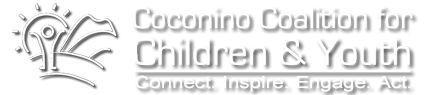 Coconino Coalition for
Children & Youth
Connect. Inspire. Engage. Act.